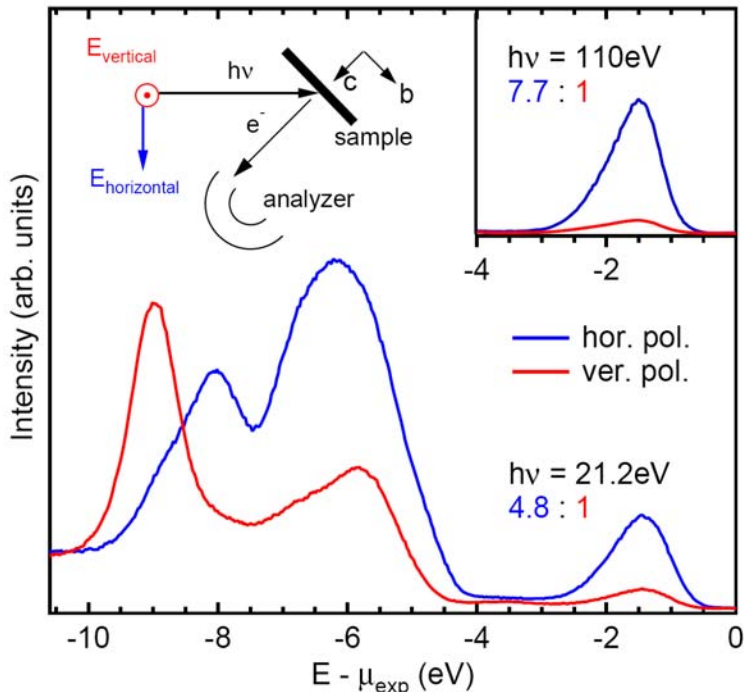 E_vertical
hν
c
b
e⁻
sample
E_horizontal
analyzer
hν = 110eV
7.7 : 1
-4
-2
hor. pol.
ver. pol.
hν = 21.2eV
4.8 : 1
Intensity (arb. units)
-10
-8
-6
-4
-2
0
E - μ_exp (eV)